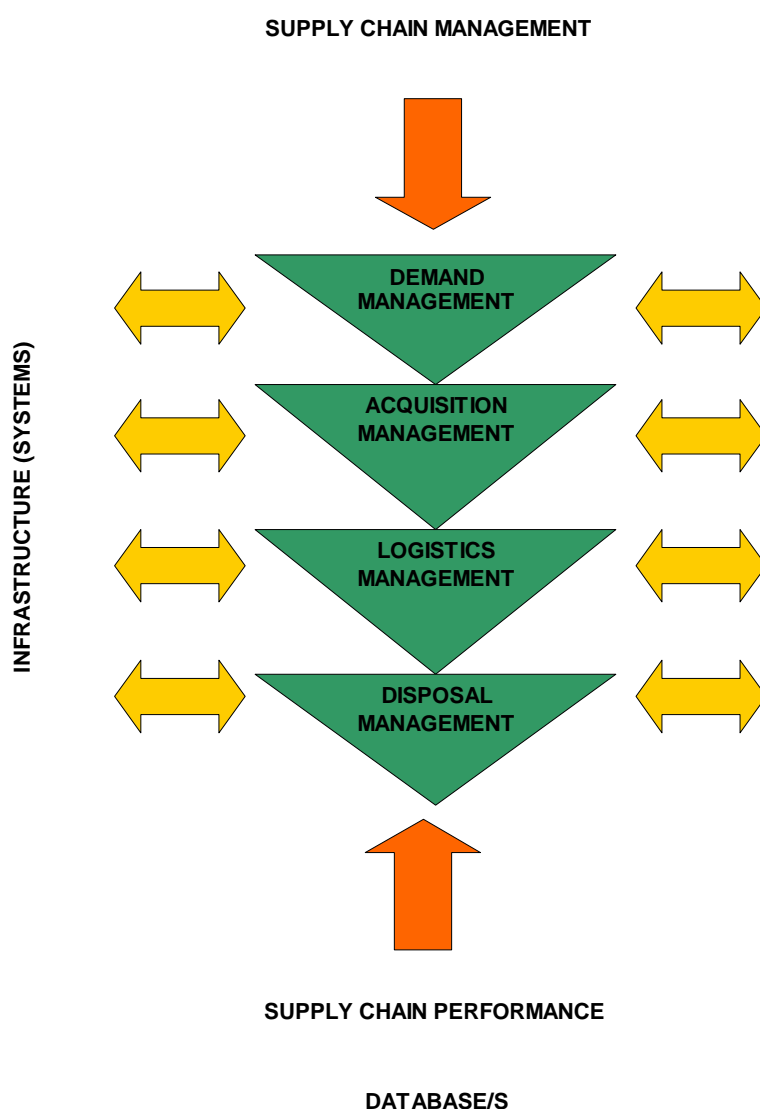 SUPPLY CHAIN MANAGEMENT
DEMAND
MANAGEMENT
ACQUISITION
MANAGEMENT
LOGISTICS
MANAGEMENT
DISPOSAL
MANAGEMENT
INFRASTRUCTURE (SYSTEMS)
SUPPLY CHAIN PERFORMANCE
DATABASE/S